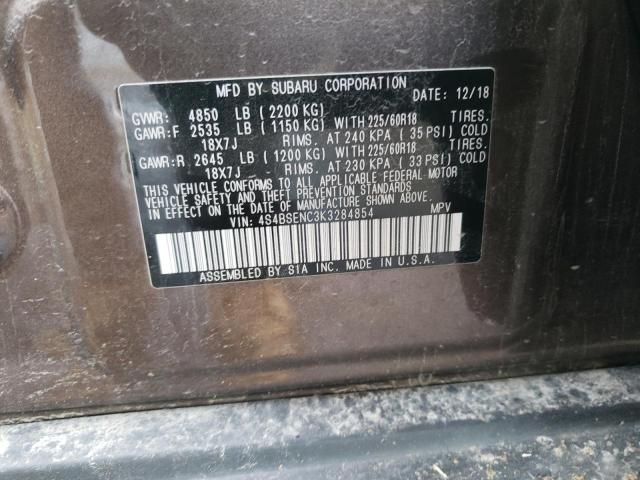 MFD BY SUBARU CORPORATION DATE: 12/18
GVWR: 4850 LB (2200 KG)
GAWR:F 2535 LB (1150 KG) WITH 225/60R18 TIRES.
18X7J RIMS. AT 240 KPA (35 PSI) COLD
GAWR:R 2645 LB (1200 KG) WITH 225/60R18 TIRES.
18X7J RIMS. AT 230 KPA (33 PSI) COLD
THIS VEHICLE CONFORMS TO ALL APPLICABLE FEDERAL MOTOR
VEHICLE SAFETY AND THEFT PREVENTION STANDARDS
IN EFFECT ON THE DATE OF MANUFACTURE SHOWN ABOVE.
VIN: 4S4BSENC3K3284854 MPV
ASSEMBLED BY SIA INC. MADE IN U.S.A.